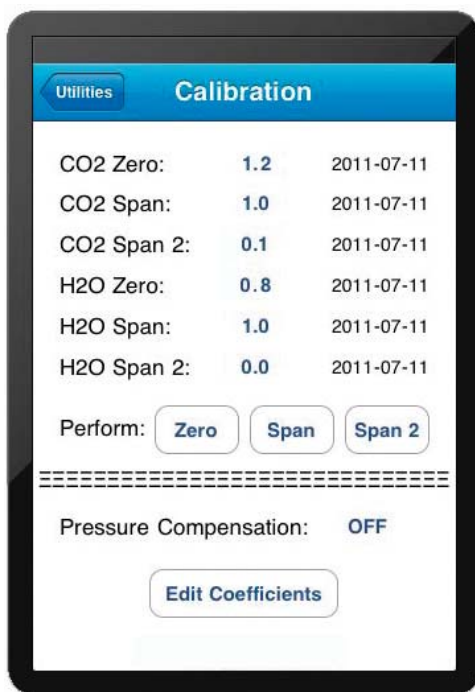 Utilities Calibration
CO2 Zero: 1.2 2011-07-11
CO2 Span: 1.0 2011-07-11
CO2 Span 2: 0.1 2011-07-11
H2O Zero: 0.8 2011-07-11
H2O Span: 1.0 2011-07-11
H2O Span 2: 0.0 2011-07-11
Perform: Zero Span Span 2
Pressure Compensation: OFF
Edit Coefficients